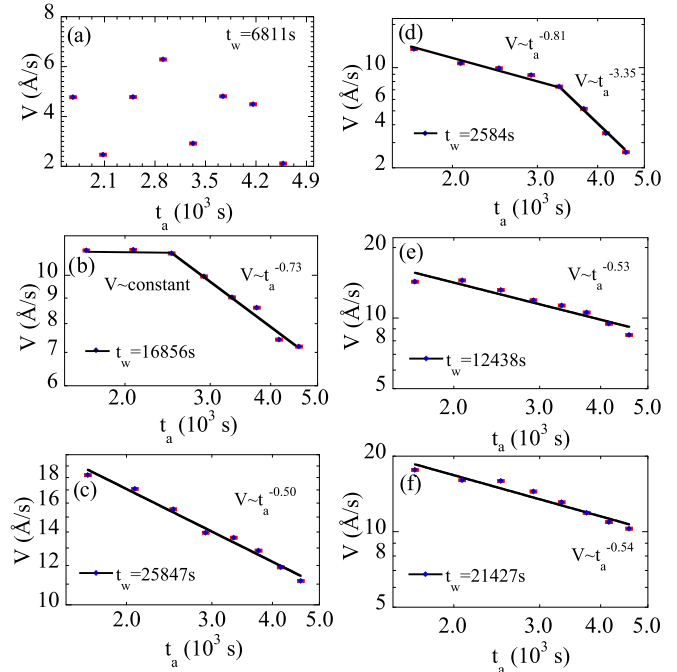 (a)
t_w=6811s
V (Å/s)
8
6
4
2
2.1 2.8 3.5 4.2 4.9
t_a (10^3 s)
(b)
V~constant
V~t_a^-0.73
t_w=16856s
V (Å/s)
10
9
8
7
6
2.0 3.0 4.0 5.0
t_a (10^3 s)
(c)
V~t_a^-0.50
t_w=25847s
V (Å/s)
18
16
14
12
10
2.0 3.0 4.0 5.0
t_a (10^3 s)
(d)
V~t_a^-0.81
V~t_a^-3.35
t_w=2584s
V (Å/s)
10
8
6
4
2
2.0 3.0 4.0 5.0
t_a (10^3 s)
(e)
V~t_a^-0.53
t_w=12438s
V (Å/s)
20
10
8
5
2.0 3.0 4.0 5.0
t_a (10^3 s)
(f)
V~t_a^-0.54
t_w=21427s
V (Å/s)
20
10
5
2.0 3.0 4.0 5.0
t_a (10^3 s)